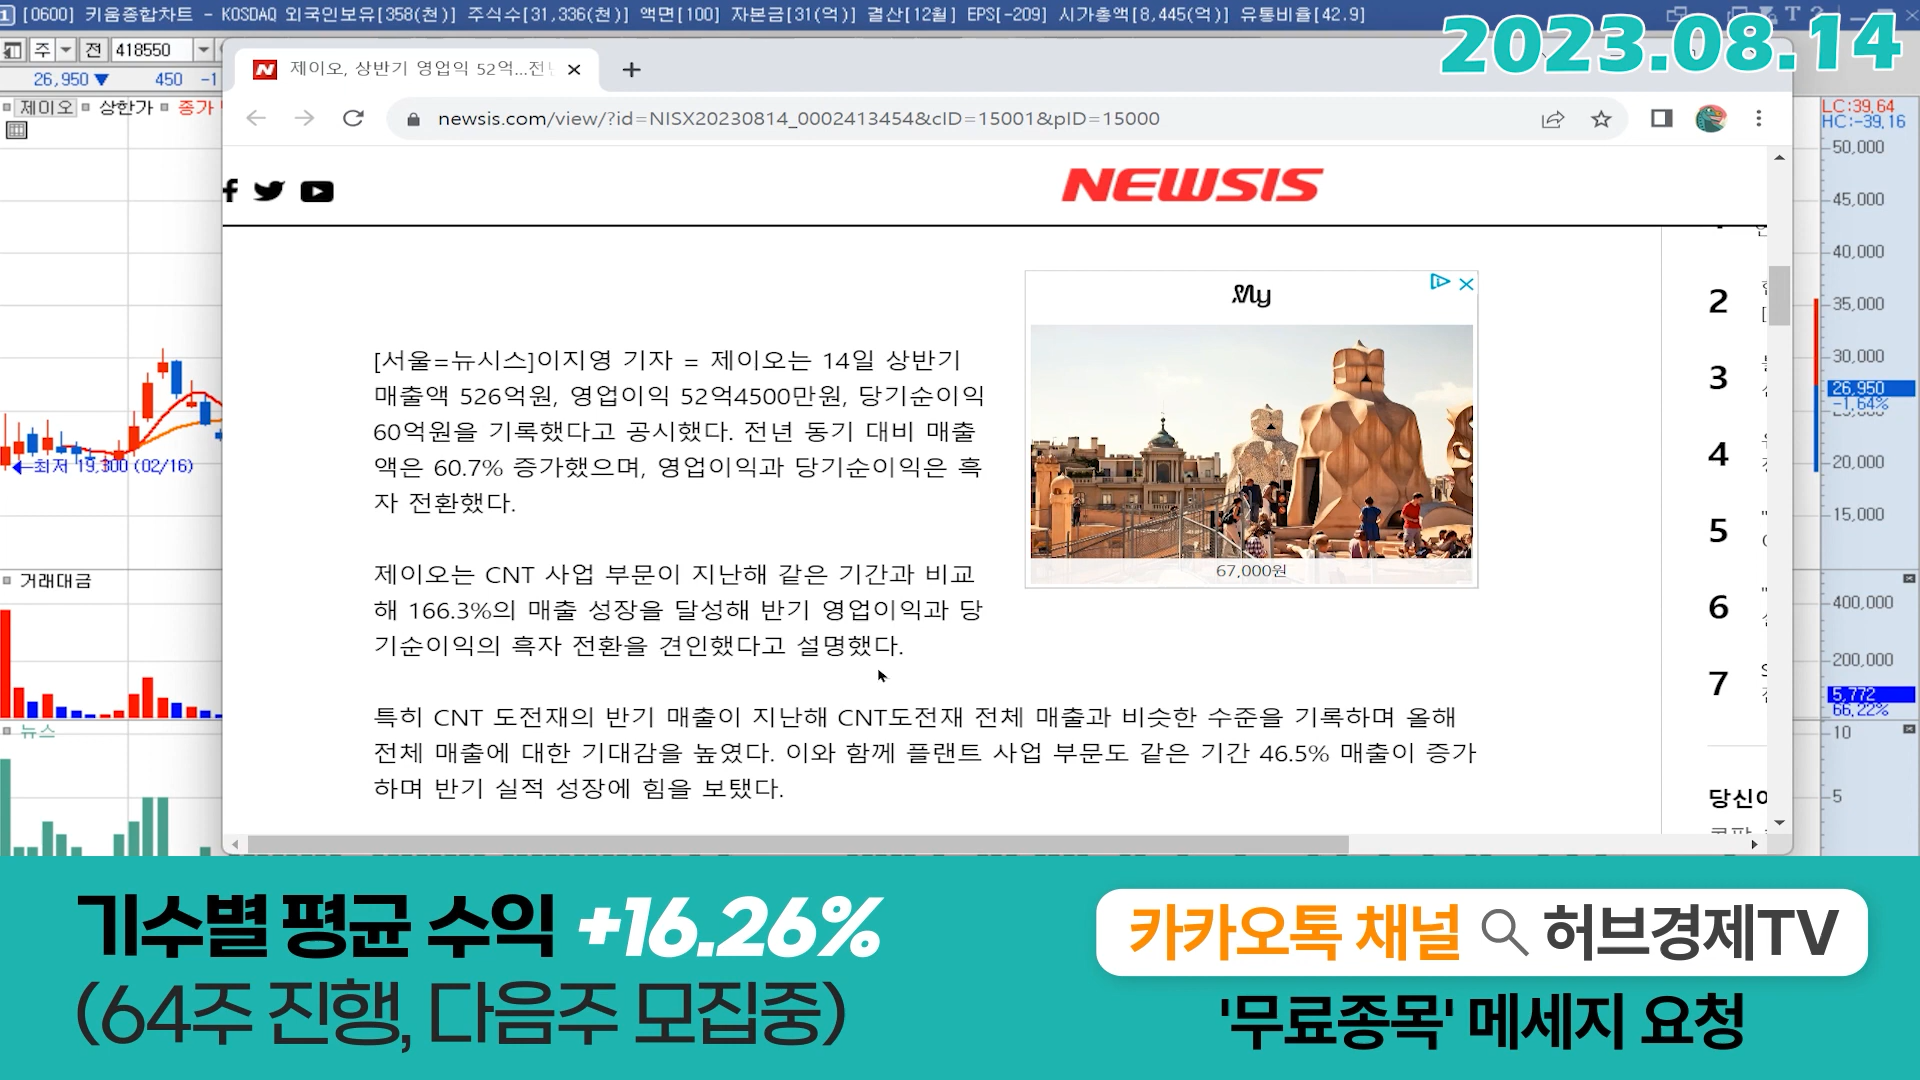 [0600] 키움종합차트 - KOSDAQ 외국인보유[358(천)] 주식수[31,336(천)] 액면[100] 자본금[31(억)] 결산[12월] EPS[-209] 시가총액[8,445(억)] 유통비율[42.9]
2023.08.14
주 전 418550
26,950 ▼ 450 -1
제이오 상한가 종가
제이오, 상반기 영업익 52억...전
newsis.com/view/?id=NISX20230814_0002413454&cID=15001&pID=15000
NEWSIS
[서울=뉴시스]이지영 기자 = 제이오는 14일 상반기
매출액 526억원, 영업이익 52억4500만원, 당기순이익
60억원을 기록했다고 공시했다. 전년 동기 대비 매출
액은 60.7% 증가했으며, 영업이익과 당기순이익은 흑
자 전환했다.
제이오는 CNT 사업 부문이 지난해 같은 기간과 비교
해 166.3%의 매출 성장을 달성해 반기 영업이익과 당
기순이익의 흑자 전환을 견인했다고 설명했다.
특히 CNT 도전재의 반기 매출이 지난해 CNT도전재 전체 매출과 비슷한 수준을 기록하며 올해
전체 매출에 대한 기대감을 높였다. 이와 함께 플랜트 사업 부문도 같은 기간 46.5% 매출이 증가
하며 반기 실적 성장에 힘을 보탰다.
My
67,000원
2
3
4
5
6
7
당신이
최저 19,300 (02/16)
거래대금
뉴스
LC:39.64
HC:-39.16
50,000
45,000
40,000
35,000
30,000
26,950
-1.64%
20,000
15,000
400,000
200,000
5,772
66.22%
10
5
기수별 평균 수익 +16.26%
(64주 진행, 다음주 모집중)
카카오톡 채널 허브경제TV
'무료종목' 메세지 요청